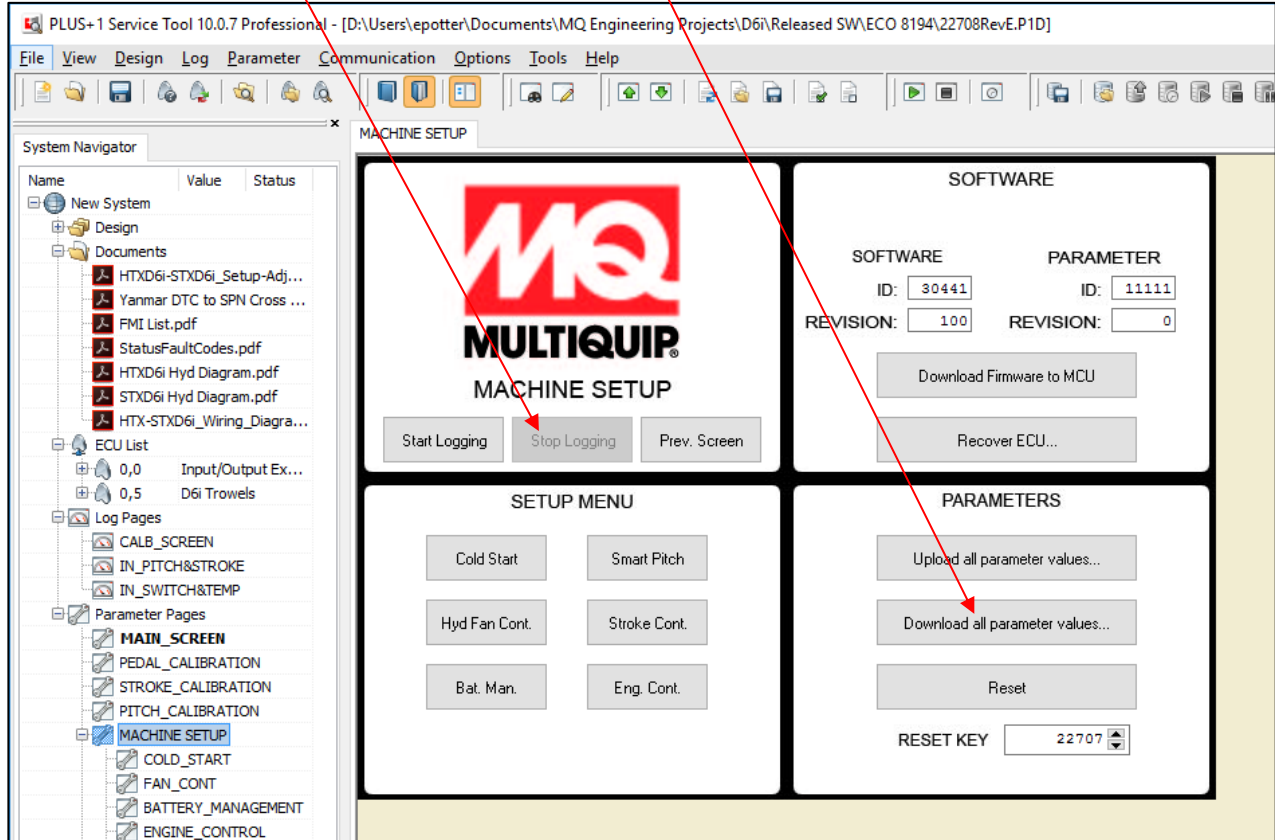 PLUS+1 Service Tool 10.0.7 Professional - [D:\Users\epotter\Documents\MQ Engineering Projects\D6i\Released SW\ECO 8194\22708RevE.P1D]
File View Design Log Parameter Communication Options Tools Help
System Navigator
Name Value Status
New System
Design
Documents
HTXD6i-STXD6i_Setup-Adj...
Yanmar DTC to SPN Cross ...
FMI List.pdf
StatusFaultCodes.pdf
HTXD6i Hyd Diagram.pdf
STXD6i Hyd Diagram.pdf
HTX-STXD6i_Wiring_Diagra...
ECU List
0,0 Input/Output Ex...
0,5 D6i Trowels
Log Pages
CALB_SCREEN
IN_PITCH&STROKE
IN_SWITCH&TEMP
Parameter Pages
MAIN_SCREEN
PEDAL_CALIBRATION
STROKE_CALIBRATION
PITCH_CALIBRATION
MACHINE SETUP
COLD_START
FAN_CONT
BATTERY_MANAGEMENT
ENGINE_CONTROL
MACHINE SETUP
MQ
MULTIQUIP®
MACHINE SETUP
Start Logging Stop Logging Prev. Screen
SOFTWARE
SOFTWARE PARAMETER
ID: 30441 ID: 11111
REVISION: 100 REVISION: 0
Download Firmware to MCU
Recover ECU...
SETUP MENU
Cold Start Smart Pitch
Hyd Fan Cont. Stroke Cont.
Bat. Man. Eng. Cont.
PARAMETERS
Upload all parameter values...
Download all parameter values...
Reset
RESET KEY 22707